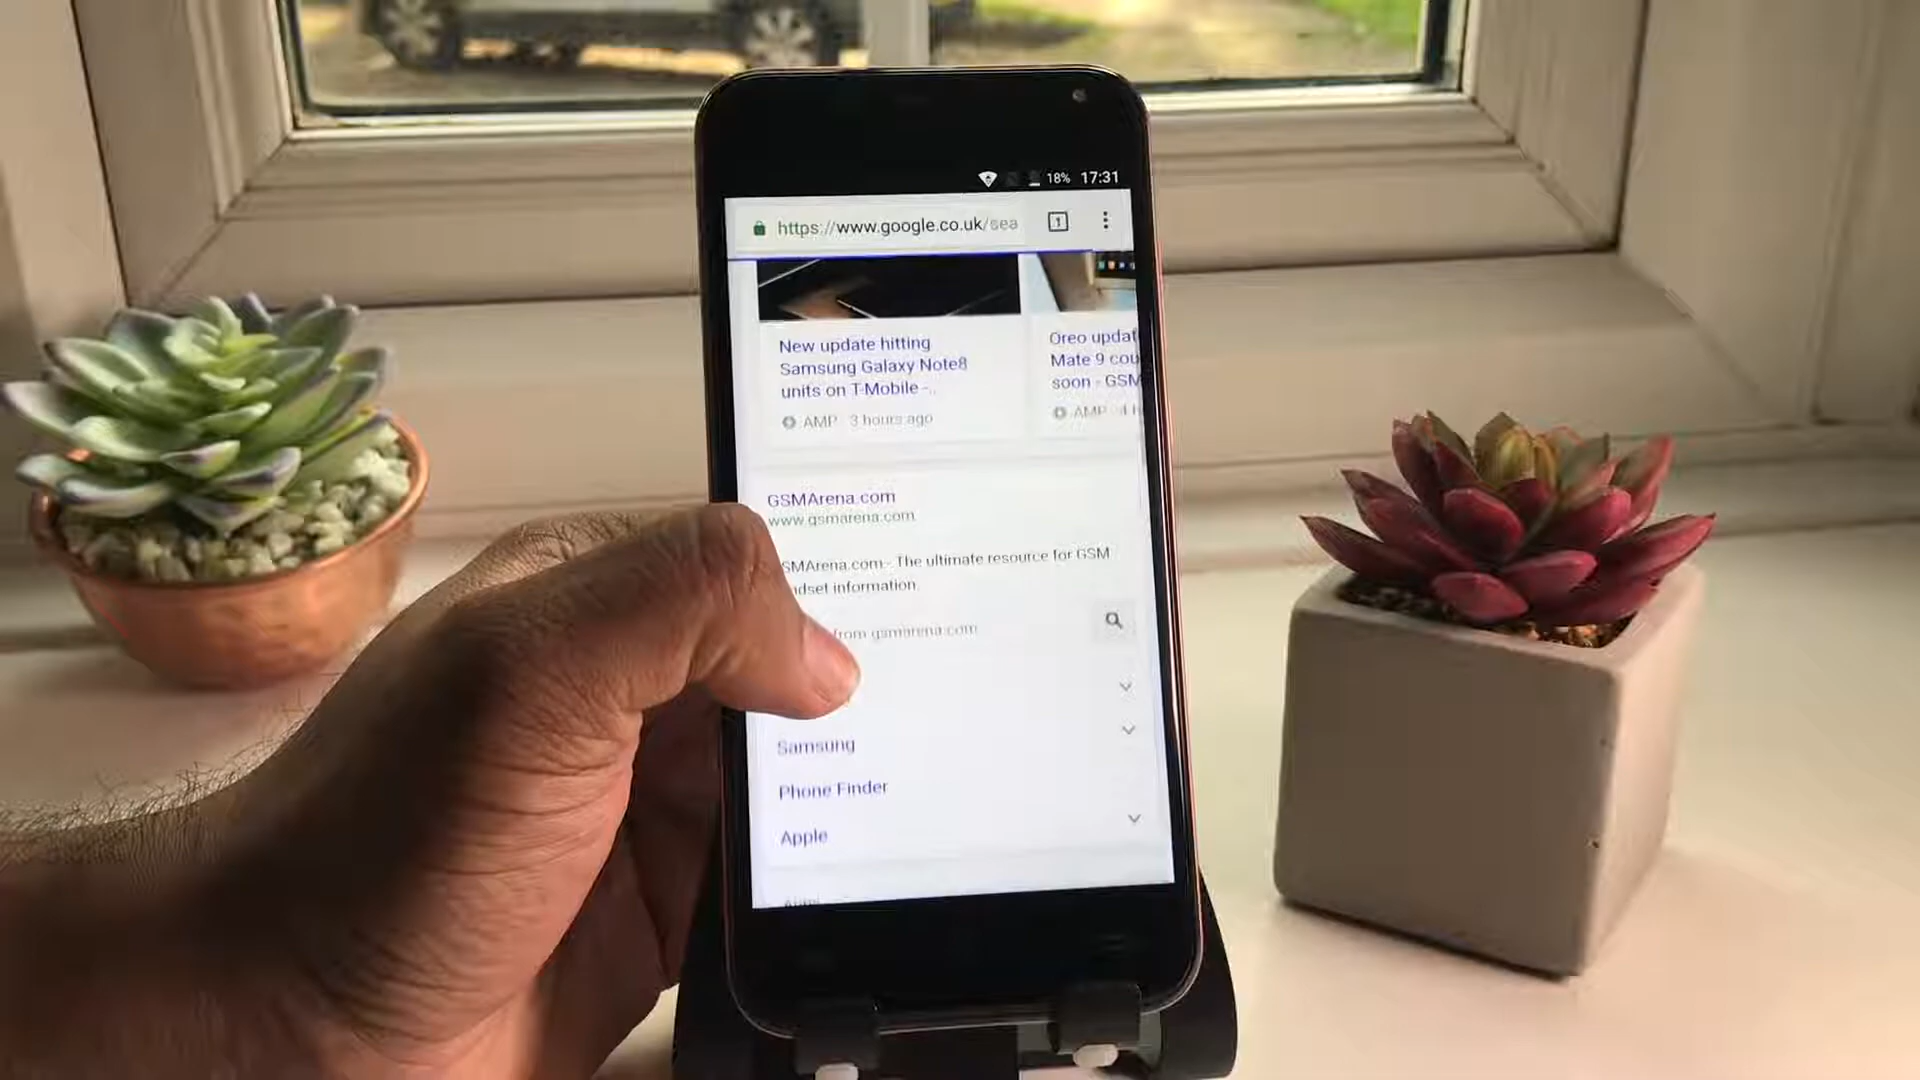 18% 17:31
https://www.google.co.uk/sea
1
New update hitting
Samsung Galaxy Note8
units on T-Mobile -..
AMP 3 hours ago
Oreo updat
Mate 9 cou
soon - GSM
AMP 4 h
GSMArena.com
www.gsmarena.com
SMArena.com - The ultimate resource for GSM
ndset information.
from gsmarena.com
Samsung
Phone Finder
Apple